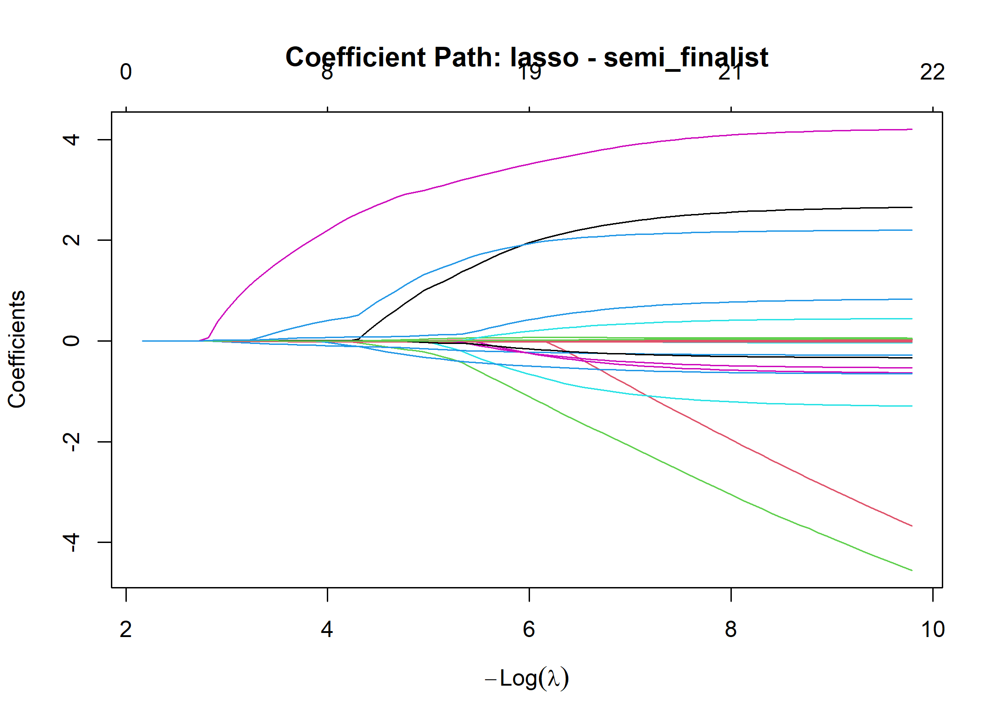 Coefficient Path: lasso - semi_finalist
0 8 19 21 22
4
2
0
-2
-4
Coefficients
2 4 6 8 10
−Log(λ)